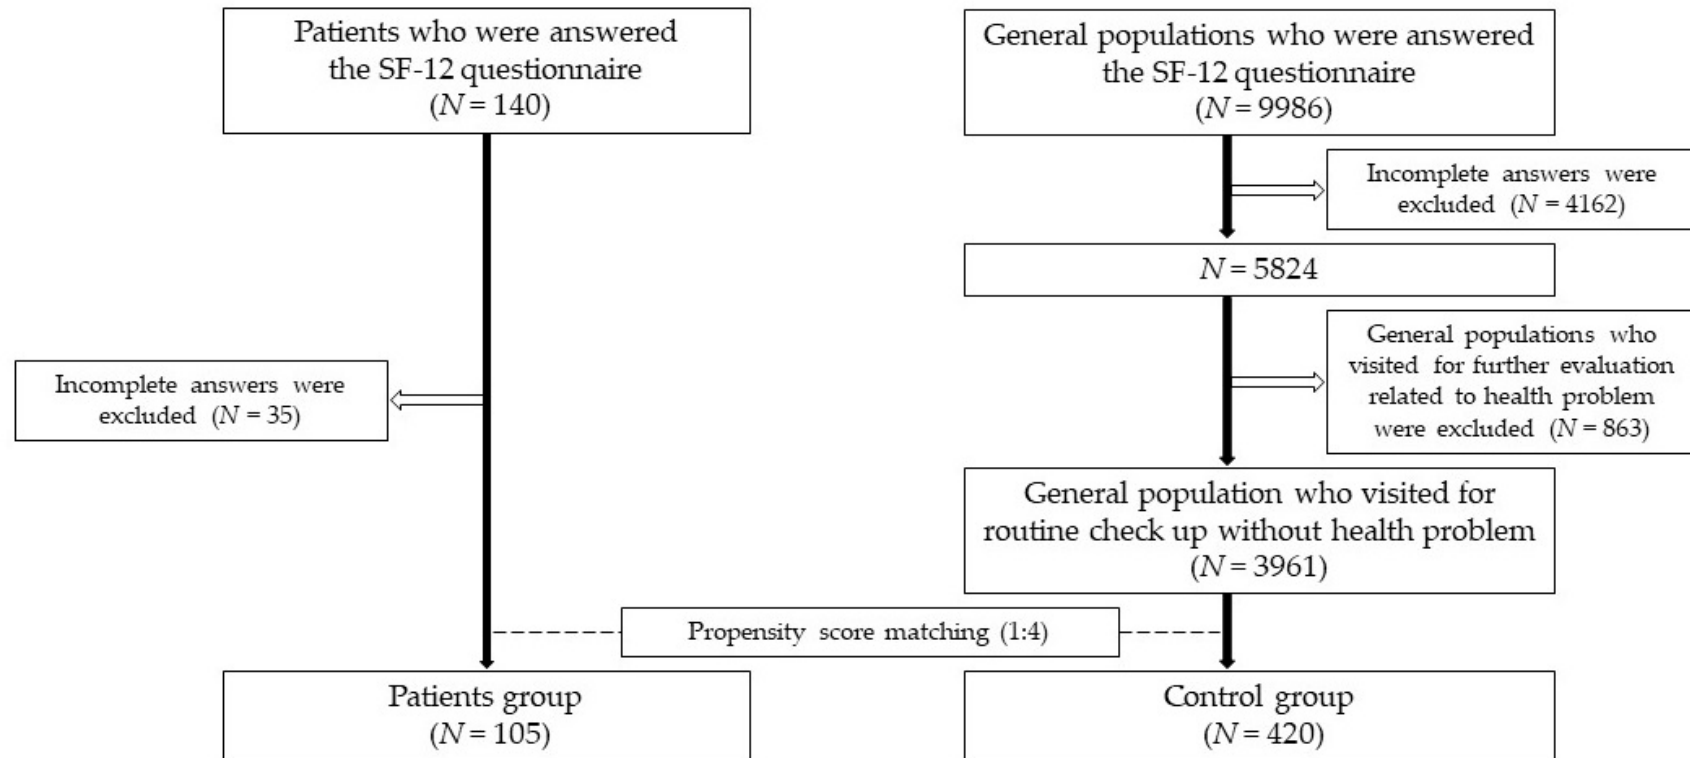 Patients who were answered
the SF-12 questionnaire
(N = 140)
General populations who were answered
the SF-12 questionnaire
(N = 9986)
Incomplete answers were
excluded (N = 4162)
N = 5824
General populations who
visited for further evaluation
related to health problem
were excluded (N = 863)
Incomplete answers were
excluded (N = 35)
General population who visited for
routine check up without health problem
(N = 3961)
Propensity score matching (1:4)
Patients group
(N = 105)
Control group
(N = 420)